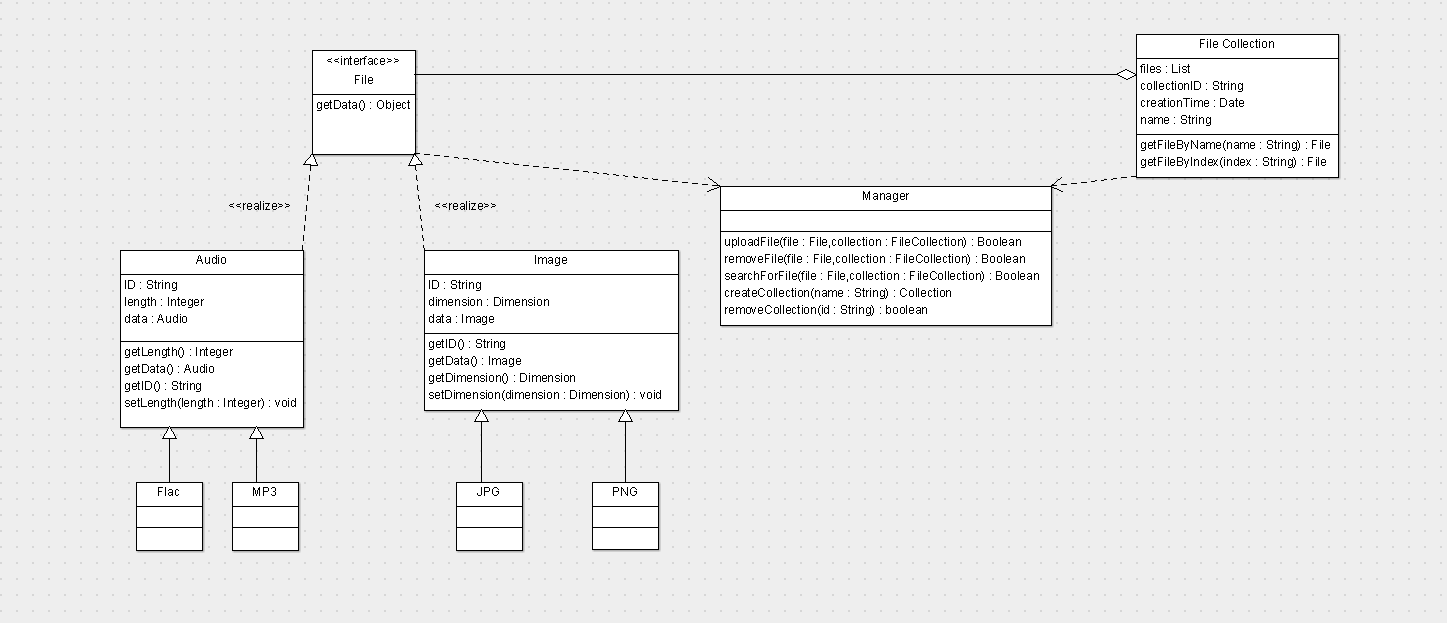 <<interface>>
File
getData() : Object
File Collection
files : List
collectionID : String
creationTime : Date
name : String
getFileByName(name : String) : File
getFileByIndex(index : String) : File
<<realize>>
<<realize>>
Manager
uploadFile(file : File,collection : FileCollection) : Boolean
removeFile(file : File,collection : FileCollection) : Boolean
searchForFile(file : File,collection : FileCollection) : Boolean
createCollection(name : String) : Collection
removeCollection(id : String) : boolean
Audio
ID : String
length : Integer
data : Audio
getLength() : Integer
getData() : Audio
getID() : String
setLength(length : Integer) : void
Image
ID : String
dimension : Dimension
data : Image
getID() : String
getData() : Image
getDimension() : Dimension
setDimension(dimension : Dimension) : void
Flac
MP3
JPG
PNG